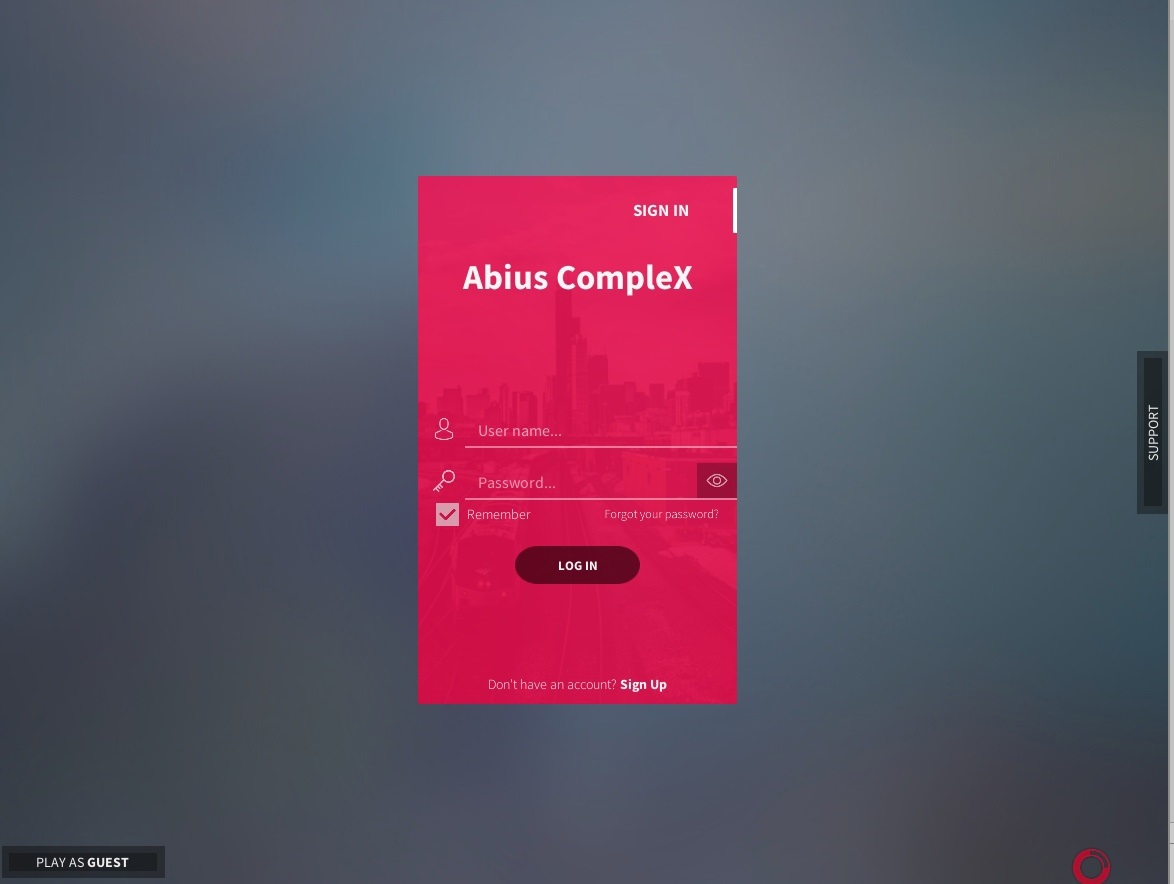 SIGN IN
Abius CompleX
User name...
Password...
Remember
Forgot your password?
LOG IN
Don't have an account? Sign Up
SUPPORT
PLAY AS GUEST